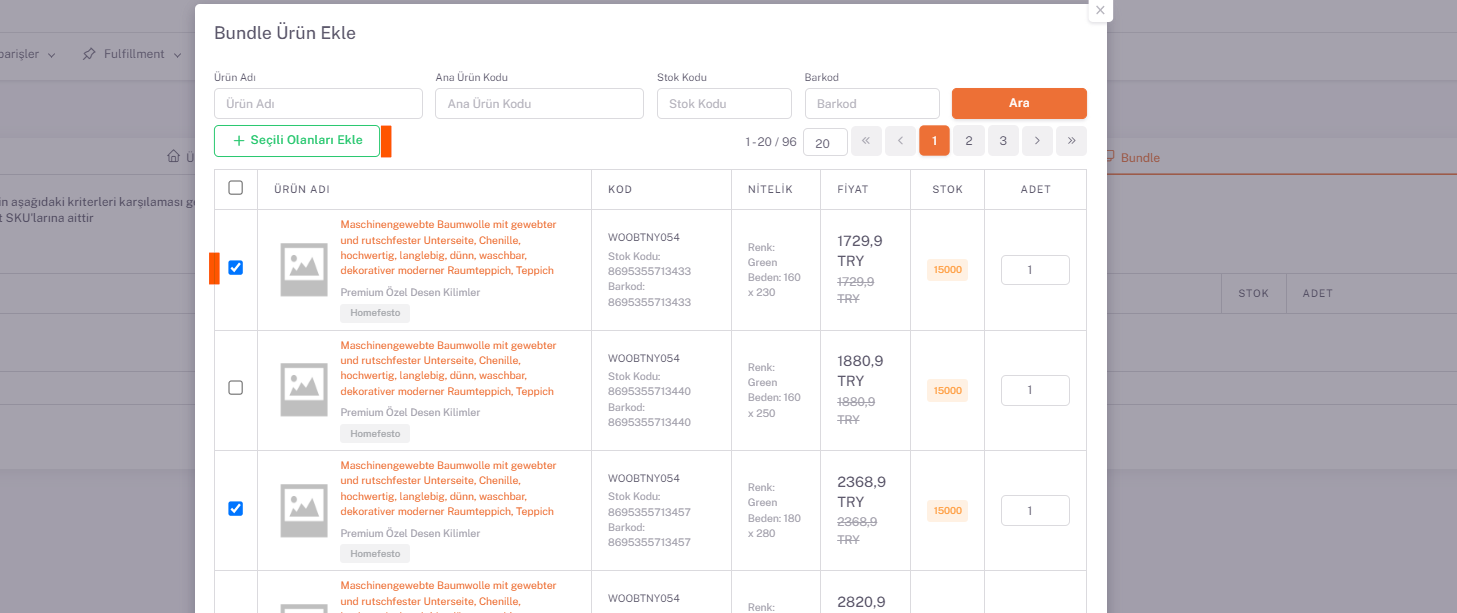 Bundle Ürün Ekle
Fulfillment
Ürün Adı
Ana Ürün Kodu
Stok Kodu
Barkod
Ürün Adı
Ana Ürün Kodu
Stok Kodu
Barkod
Ara
+ Seçili Olanları Ekle
1 - 20 / 96
20
« < 1 2 3 > »
Bundle
in aşağıdaki kriterleri karşılaması
SKU'larına aittir
ÜRÜN ADI
KOD
NİTELİK
FİYAT
STOK
ADET
STOK
ADET
Maschinengewebte Baumwolle mit gewebter
und rutschfester Unterseite, Chenille,
hochwertig, langlebig, dünn, waschbar,
dekorativer moderner Raumteppich, Teppich
Premium Özel Desen Kilimler
Homefesto
WOOBTNY054
Stok Kodu:
8695355713433
Barkod:
8695355713433
Renk:
Green
Beden: 160
x 230
1729,9
TRY
1729,9
TRY
15000
1
Maschinengewebte Baumwolle mit gewebter
und rutschfester Unterseite, Chenille,
hochwertig, langlebig, dünn, waschbar,
dekorativer moderner Raumteppich, Teppich
Premium Özel Desen Kilimler
Homefesto
WOOBTNY054
Stok Kodu:
8695355713440
Barkod:
8695355713440
Renk:
Green
Beden: 160
x 250
1880,9
TRY
1880,9
TRY
15000
1
Maschinengewebte Baumwolle mit gewebter
und rutschfester Unterseite, Chenille,
hochwertig, langlebig, dünn, waschbar,
dekorativer moderner Raumteppich, Teppich
Premium Özel Desen Kilimler
Homefesto
WOOBTNY054
Stok Kodu:
8695355713457
Barkod:
8695355713457
Renk:
Green
Beden: 180
x 280
2368,9
TRY
2368,9
TRY
15000
1
Maschinengewebte Baumwolle mit gewebter
und rutschfester Unterseite, Chenille,
WOOBTNY054
Renk:
2820,9